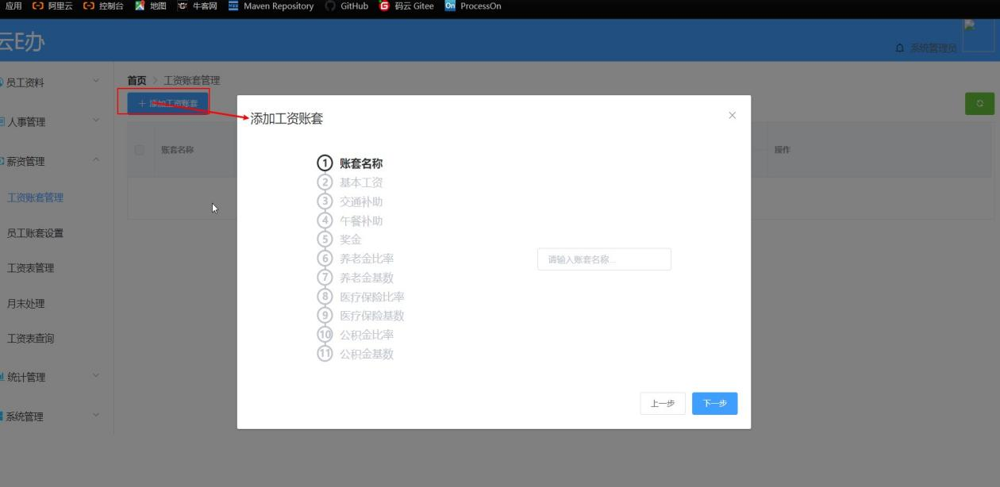 应用 阿里云 控制台 地图 牛客网 Maven Repository GitHub 码云 Gitee ProcessOn
云E办
系统管理员
员工资料
人事管理
薪资管理
工资账套管理
员工账套设置
工资表管理
月末处理
工资表查询
统计管理
系统管理
首页 > 工资账套管理
+ 添加工资账套
账套名称
操作
添加工资账套
1 账套名称
2 基本工资
3 交通补助
4 午餐补助
5 奖金
6 养老金比率
7 养老金基数
8 医疗保险比率
9 医疗保险基数
10 公积金比率
11 公积金基数
请输入账套名称...
上一步 下一步